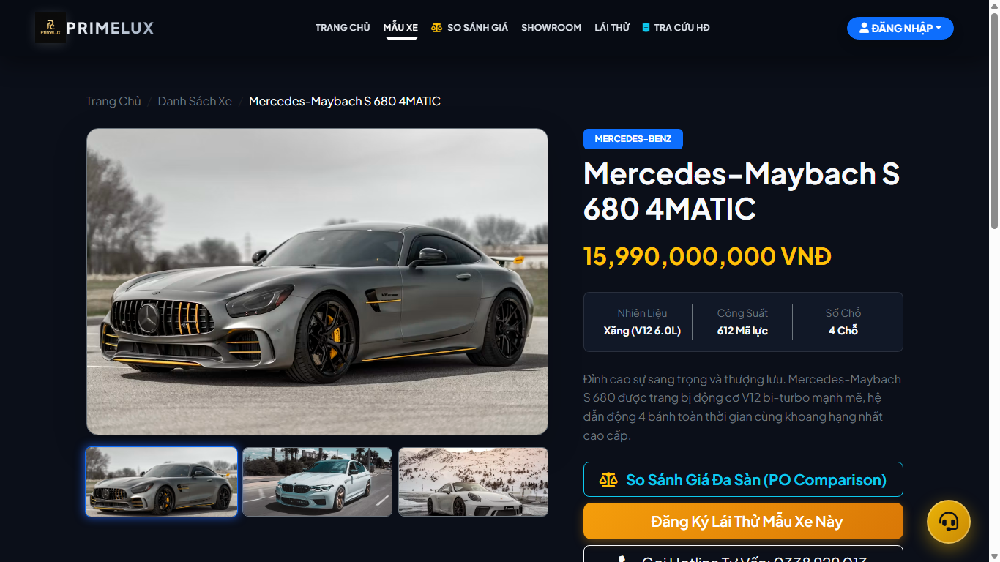 PrimeLux
PRIMELUX
TRANG CHỦ
MẪU XE
SO SÁNH GIÁ
SHOWROOM
LÁI THỬ
TRA CỨU HĐ
ĐĂNG NHẬP
Trang Chủ / Danh Sách Xe / Mercedes-Maybach S 680 4MATIC
MERCEDES-BENZ
Mercedes-Maybach S
680 4MATIC
15,990,000,000 VNĐ
Nhiên Liệu
Xăng (V12 6.0L)
Công Suất
612 Mã lực
Số Chỗ
4 Chỗ
Đỉnh cao sự sang trọng và thượng lưu. Mercedes-Maybach
S 680 được trang bị động cơ V12 bi-turbo mạnh mẽ, hệ
dẫn động 4 bánh toàn thời gian cùng khoang hạng nhất
cao cấp.
So Sánh Giá Đa Sàn (PO Comparison)
Đăng Ký Lái Thử Mẫu Xe Này
Gọi Hotline Tư Vấn: 0338.929.013